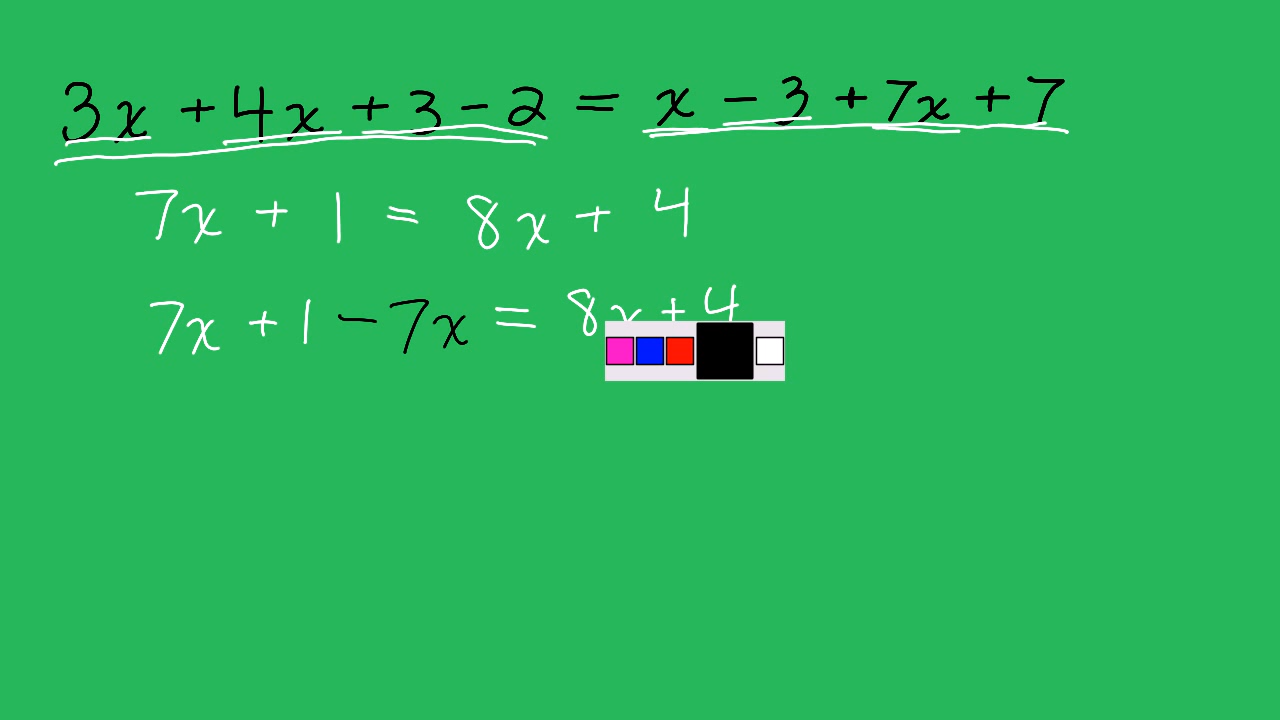 3x + 4x + 3 - 2 = x - 3 + 7x + 7
7x + 1 = 8x + 4
7x + 1 - 7x = 8x + 4